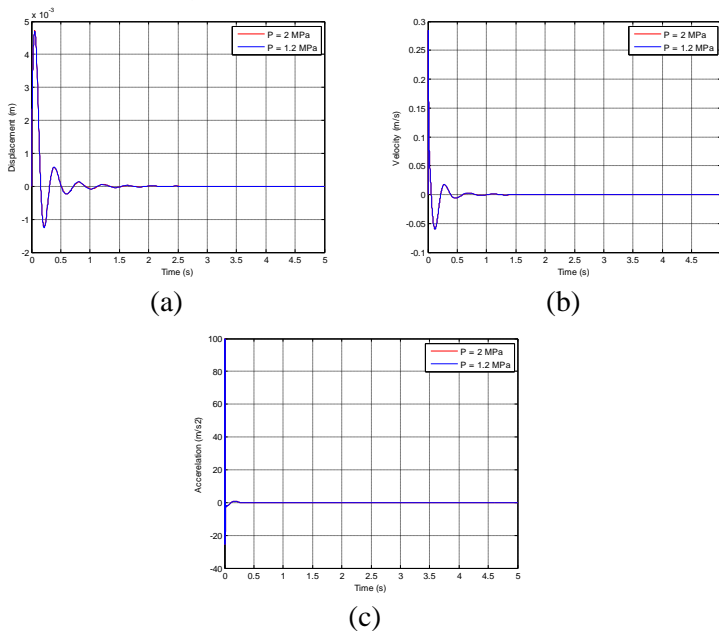 x 10
-3
P = 2 MPa
P = 1.2 MPa
5
4
3
2
1
0
-1
-2
Displacement (m)
0 0.5 1 1.5 2 2.5 3 3.5 4 4.5 5
Time (s)
(a)
P = 2 MPa
P = 1.2 MPa
0.3
0.25
0.2
0.15
0.1
0.05
0
-0.05
-0.1
Velocity (m/s)
0 0.5 1 1.5 2 2.5 3 3.5 4 4.5
Time (s)
(b)
P = 2 MPa
P = 1.2 MPa
100
80
60
40
20
0
-20
-40
Accerelation (m/s2)
0 0.5 1 1.5 2 2.5 3 3.5 4 4.5 5
Time (s)
(c)